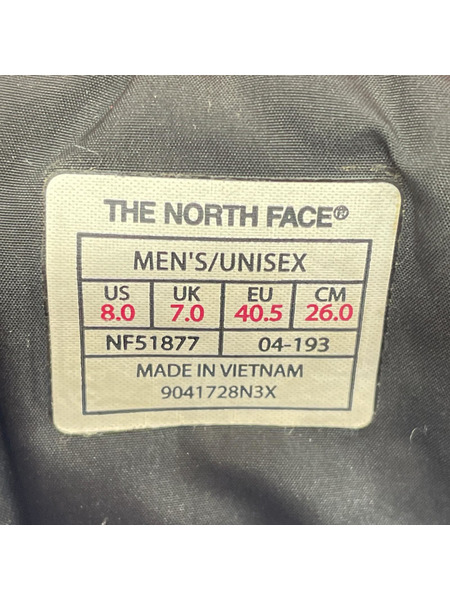 THE NORTH FACE®
MEN'S/UNISEX
US UK EU CM
8.0 7.0 40.5 26.0
NF51877 04-193
MADE IN VIETNAM
9041728N3X